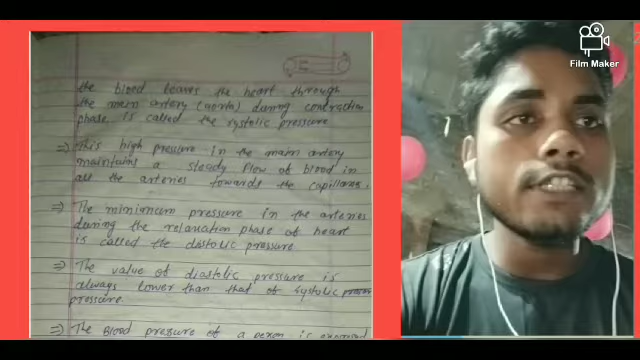 Film Maker
the blood leaves the heart through
the main artery (aorta) during contraction
phase is called the systolic pressure
=> This high pressure in the main artery
maintains a steady flow of blood in
all the arteries towards the capillaries.
=> The minimum pressure in the arteries
during the relaxation phase of heart
is called the distolic pressure
=> The value of diastolic pressure is
always lower than that of systolic
pressure
=> The Blood pressure of a person is